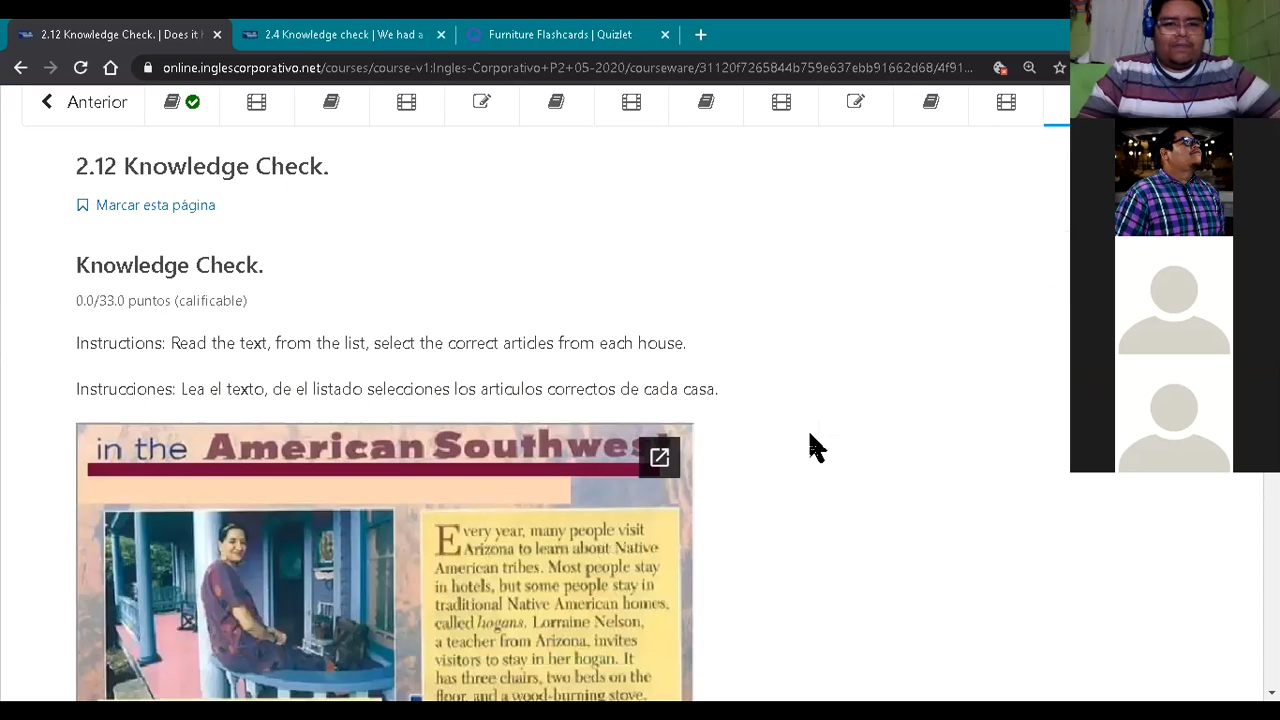 2.12 Knowledge Check. | Does it h
2.4 Knowledge check | We had a
Furniture Flashcards | Quizlet
online.inglescorporativo.net/courses/course-v1:Ingles-Corporativo+P2+05-2020/courseware/31120f7265844b759e637ebb91662d68/4f91...
Anterior
2.12 Knowledge Check.
Marcar esta página
Knowledge Check.
0.0/33.0 puntos (calificable)
Instructions: Read the text, from the list, select the correct articles from each house.
Instrucciones: Lea el texto, de el listado selecciones los articulos correctos de cada casa.
in the American Southwes
Every year, many people visit
Arizona to learn about Native
American tribes. Most people stay
in hotels, but some people stay in
traditional Native American homes,
called hogans. Lorraine Nelson,
a teacher from Arizona, invites
visitors to stay in her hogan. It
has three chairs, two beds on the
floor, and a wood-burning stove.